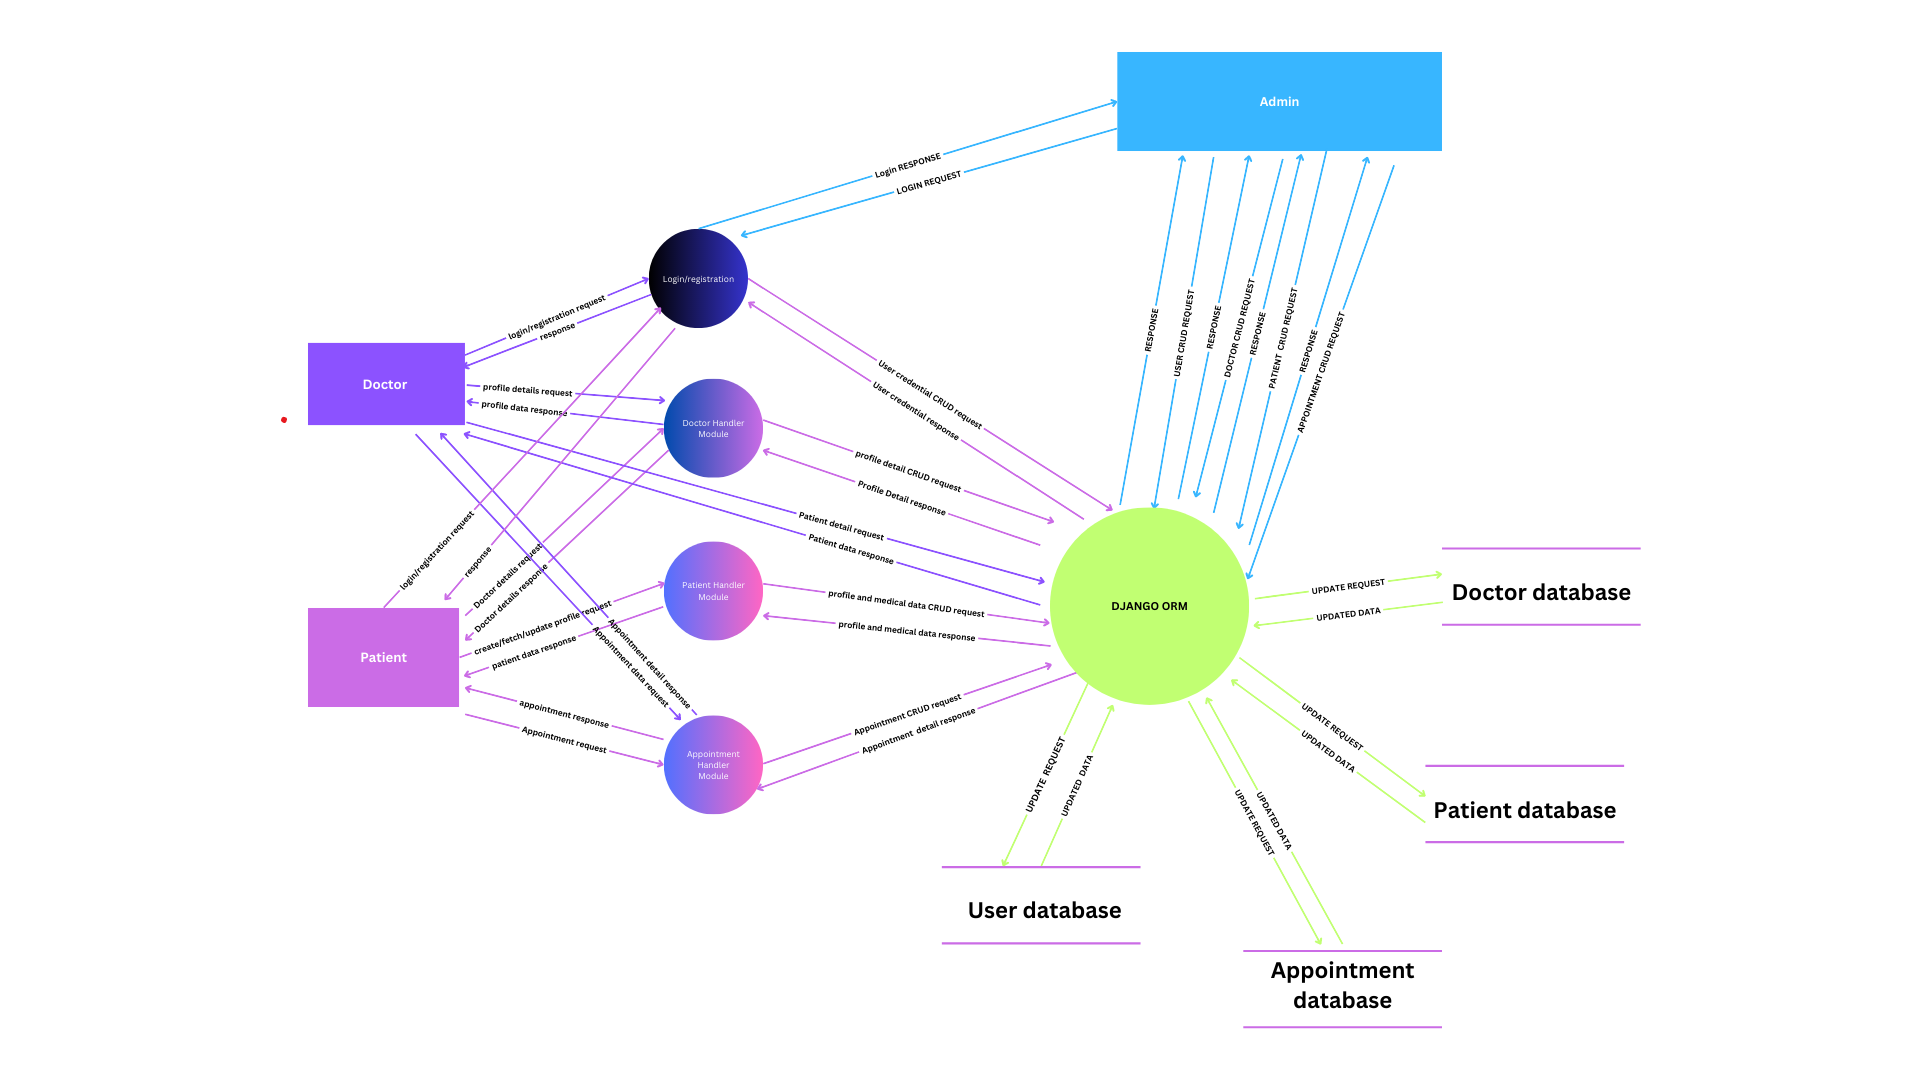 Admin
Login RESPONSE
LOGIN REQUEST
Login/registration
login/registration request
response
Doctor
profile details request
profile data response
Doctor Handler
Module
User credential CRUD request
User credential response
RESPONSE
USER CRUD REQUEST
RESPONSE
DOCTOR CRUD REQUEST
RESPONSE
PATIENT CRUD REQUEST
RESPONSE
APPOINTMENT CRUD REQUEST
profile detail CRUD request
Profile Detail response
Patient detail request
Patient data response
login/registration request
response
Doctor details request
Doctor details response
Patient Handler
Module
create/fetch/update profile request
patient data response
Patient
profile and medical data CRUD request
profile and medical data response
DJANGO ORM
UPDATE REQUEST
UPDATED DATA
Doctor database
Appointment detail response
Appointment data request
appointment response
Appointment request
Appointment
Handler
Module
Appointment CRUD request
Appointment detail response
UPDATE REQUEST
UPDATED DATA
UPDATE REQUEST
UPDATED DATA
Patient database
UPDATED DATA
UPDATE REQUEST
User database
Appointment
database